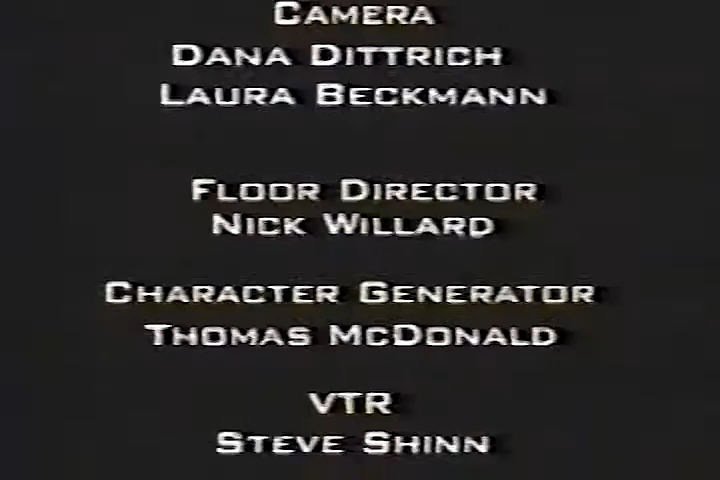 Camera
Dana Dittrich
Laura Beckmann
Floor Director
Nick Willard
Character Generator
Thomas McDonald
VTR
Steve Shinn